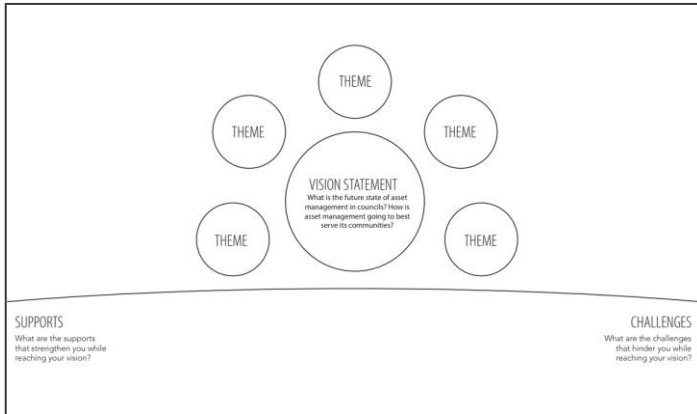 THEME
THEME
THEME
VISION STATEMENT
What is the future state of asset
management in councils? How is
asset management going to best
serve its communities?
THEME
THEME
SUPPORTS
What are the supports
that strengthen you while
reaching your vision?
CHALLENGES
What are the challenges
that hinder you while
reaching your vision?